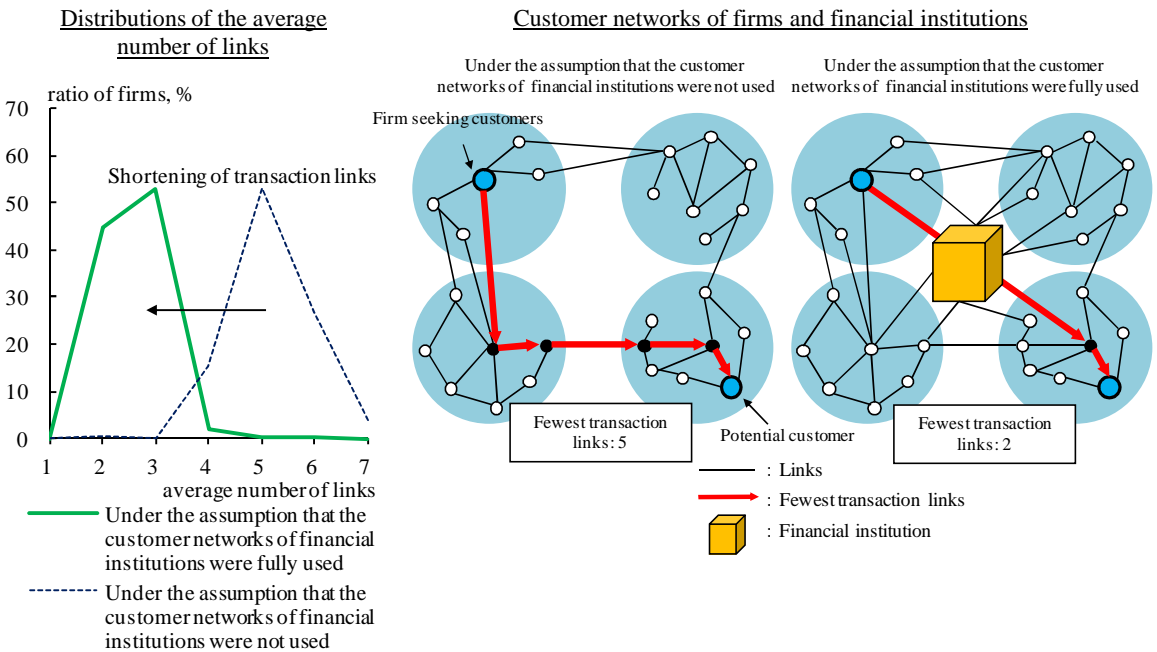 Distributions of the average
number of links
ratio of firms, %
70
60
50
40
30
20
10
0
Shortening of transaction links
1 2 3 4 5 6 7
average number of links
Under the assumption that the
customer networks of financial
institutions were fully used
Under the assumption that the
customer networks of financial
institutions were not used
Customer networks of firms and financial institutions
Under the assumption that the customer
networks of financial institutions were not used
Firm seeking customers
Fewest transaction
links: 5
Potential customer
Under the assumption that the customer
networks of financial institutions were fully used
Fewest transaction
links: 2
: Links
: Fewest transaction links
: Financial institution